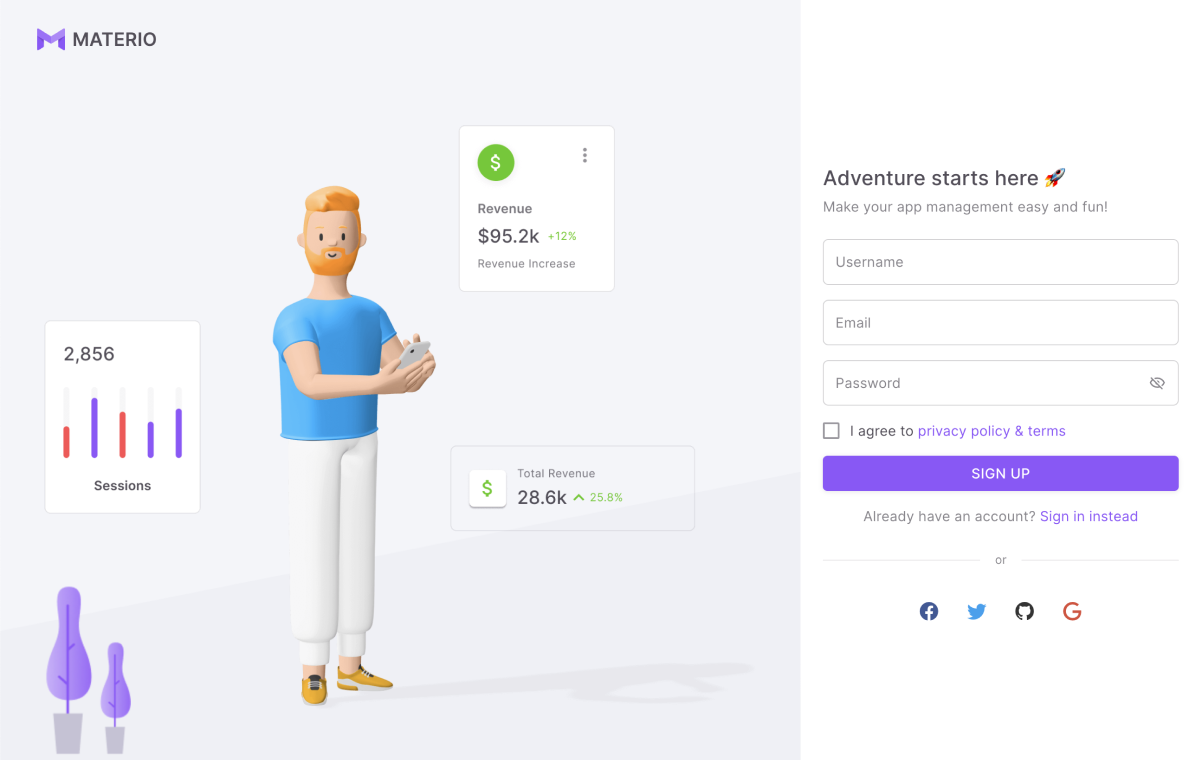 MATERIO
$
Revenue
$95.2k +12%
Revenue Increase
2,856
Sessions
$
Total Revenue
28.6k 25.8%
Adventure starts here 🚀
Make your app management easy and fun!
Username
Email
Password
I agree to privacy policy & terms
SIGN UP
Already have an account? Sign in instead
or